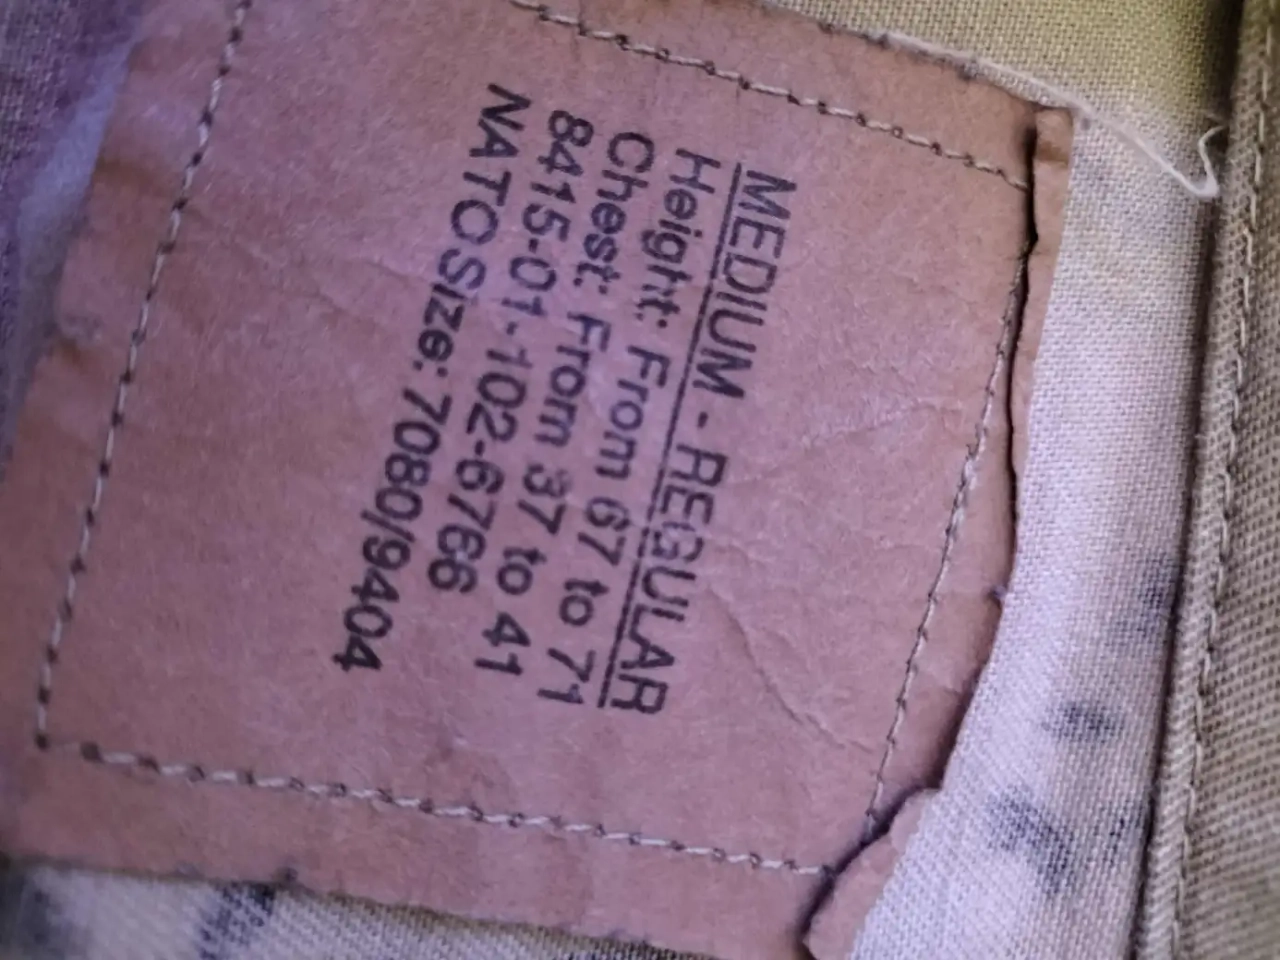 MEDIUM - REGULAR
Height: From 67 to 71
Chest: From 37 to 41
8415-01-102-6766
NATOSize: 7080/9404